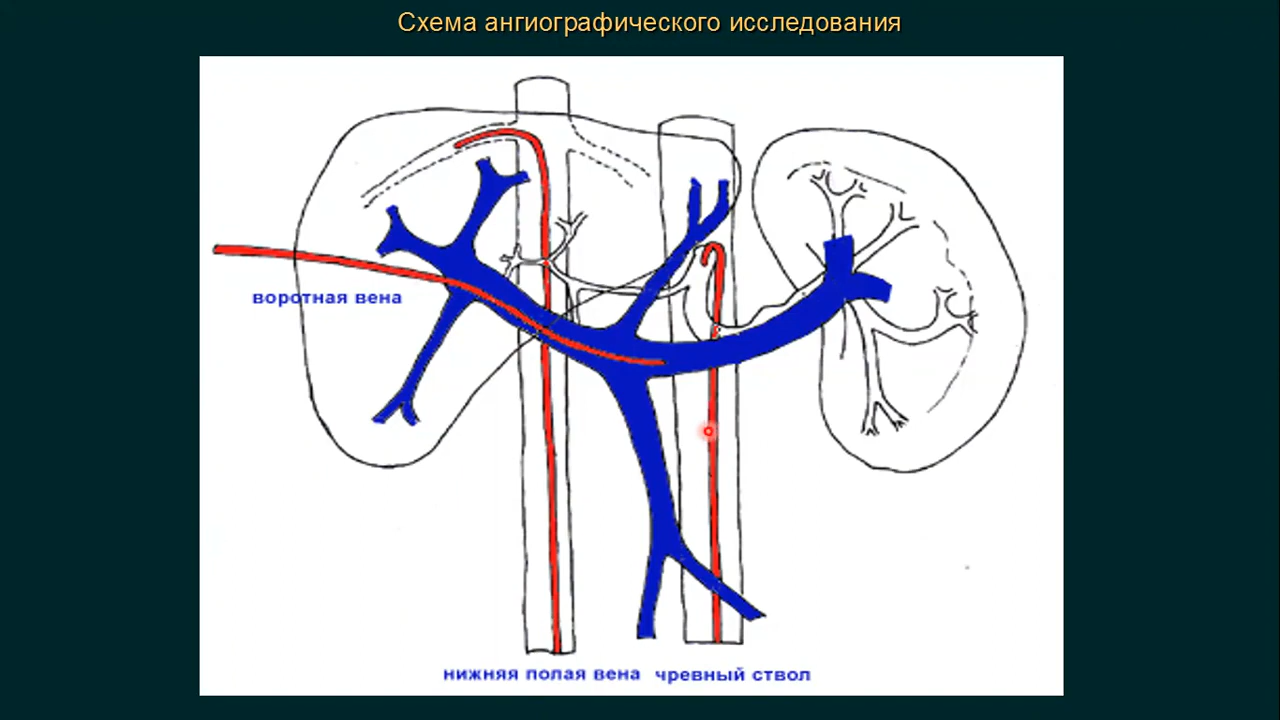 Схема ангиографического исследования
воротная вена
нижняя полая вена чревный ствол